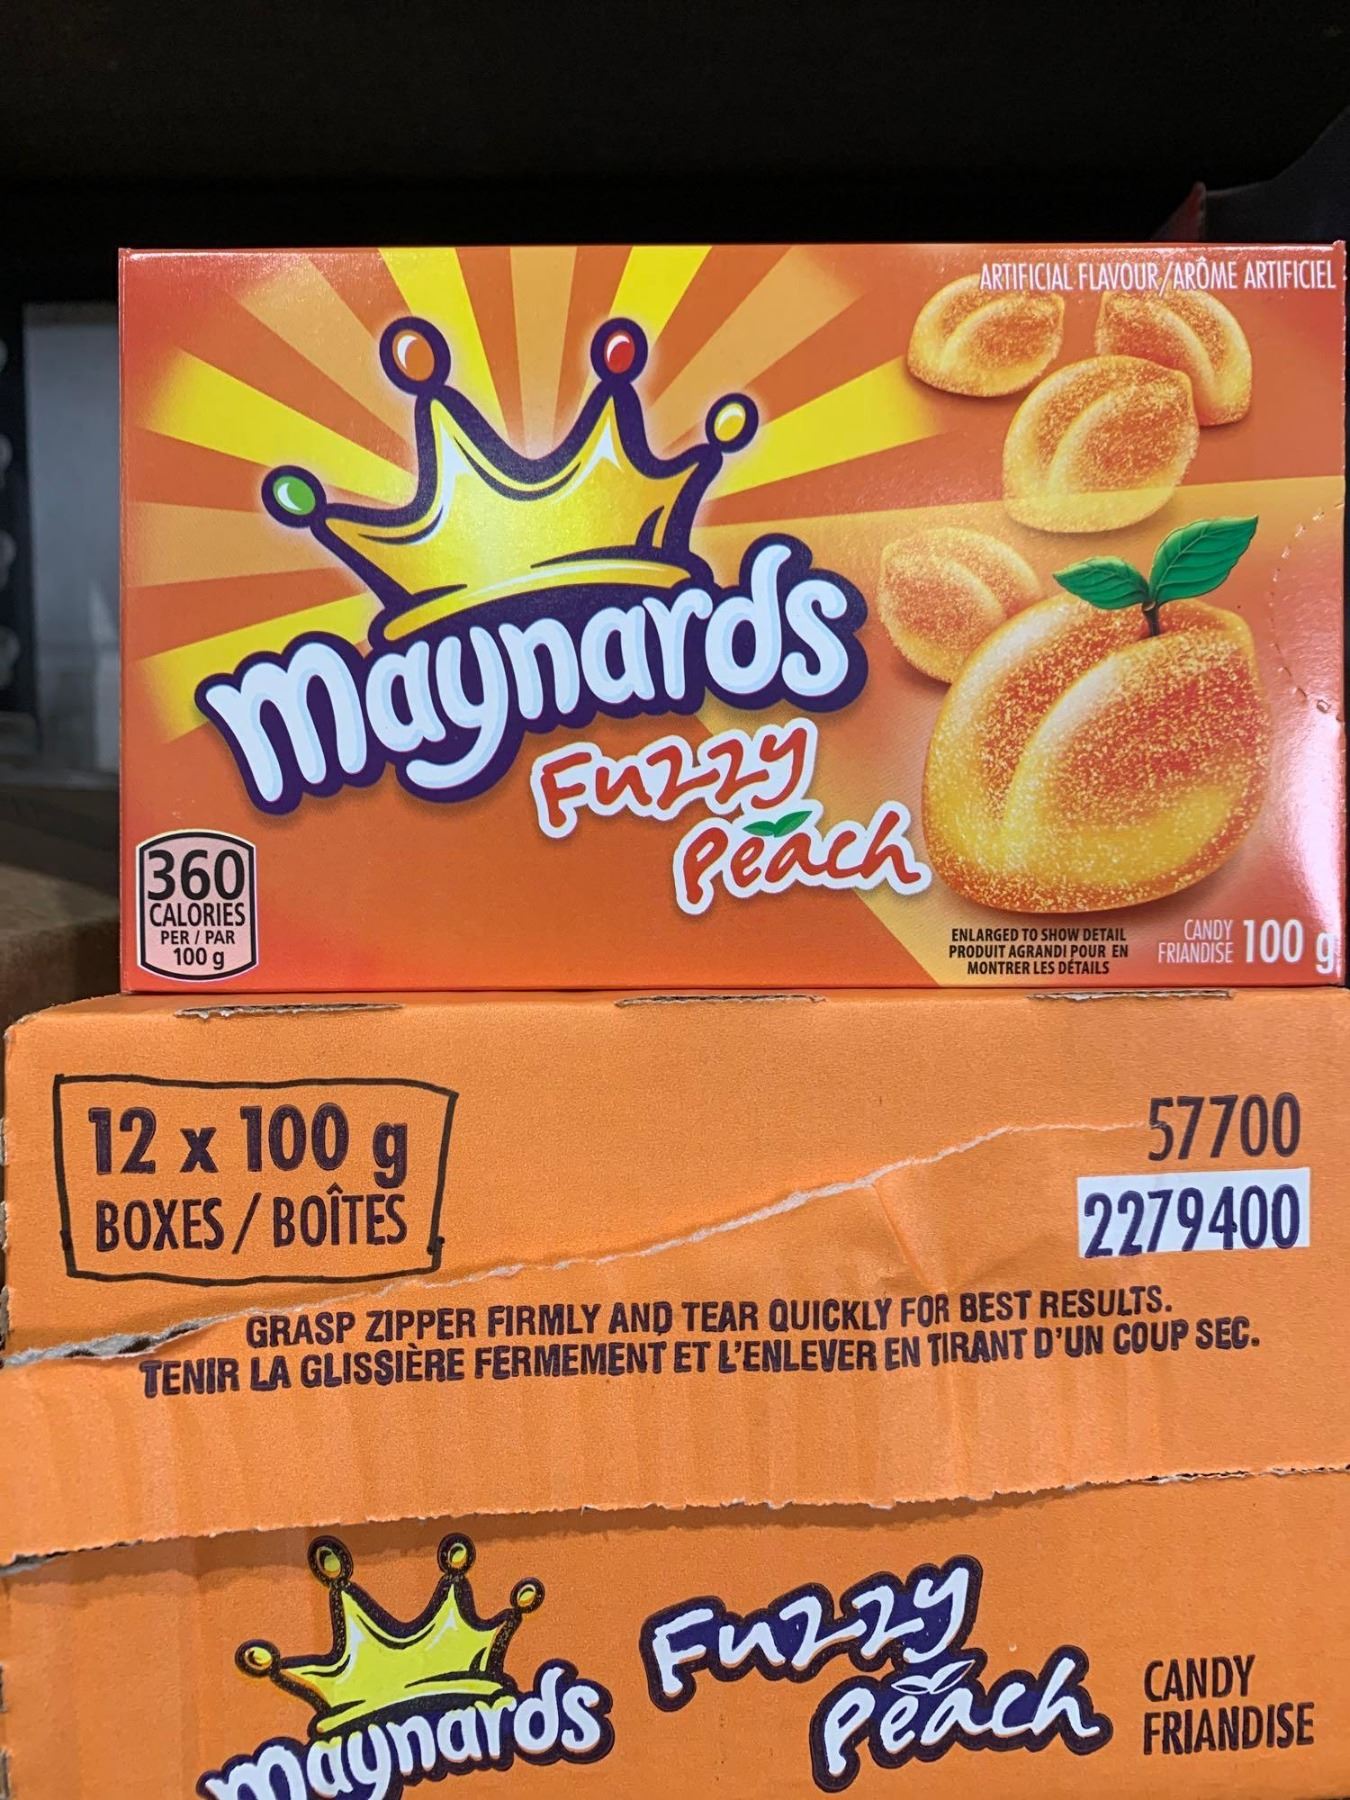 ARTIFICIAL FLAVOUR/ARÔME ARTIFICIEL
maynards
Fuzzy
Peach
360
CALORIES
PER / PAR
100 g
ENLARGED TO SHOW DETAIL
PRODUIT AGRANDI POUR EN
MONTRER LES DÉTAILS
CANDY
FRIANDISE
100 g
12 x 100 g
BOXES / BOÎTES
57700
2279400
GRASP ZIPPER FIRMLY AND TEAR QUICKLY FOR BEST RESULTS.
TENIR LA GLISSIÈRE FERMEMENT ET L'ENLEVER EN TIRANT D'UN COUP SEC.
maynards
Fuzzy
Peach
CANDY
FRIANDISE